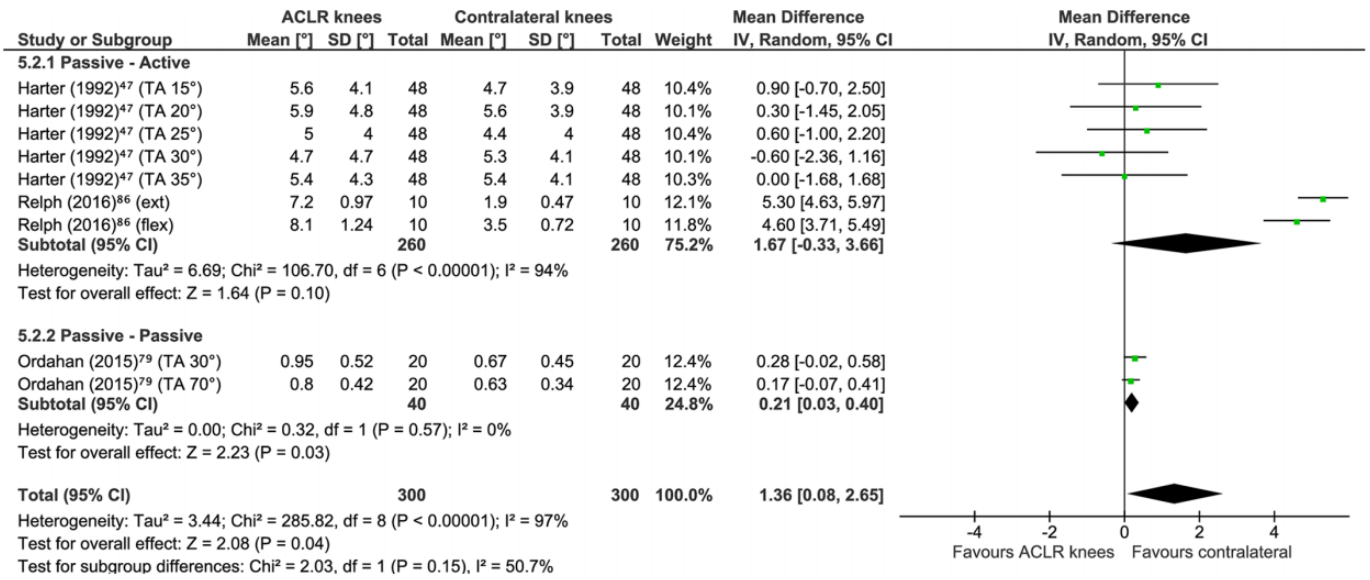 ACLR knees Contralateral knees Mean Difference Mean Difference
Study or Subgroup Mean [°] SD [°] Total Mean [°] SD [°] Total Weight IV, Random, 95% CI IV, Random, 95% CI
5.2.1 Passive - Active
Harter (1992)⁴⁷ (TA 15°) 5.6 4.1 48 4.7 3.9 48 10.4% 0.90 [-0.70, 2.50]
Harter (1992)⁴⁷ (TA 20°) 5.9 4.8 48 5.6 3.9 48 10.1% 0.30 [-1.45, 2.05]
Harter (1992)⁴⁷ (TA 25°) 5 4 48 4.4 4 48 10.4% 0.60 [-1.00, 2.20]
Harter (1992)⁴⁷ (TA 30°) 4.7 4.7 48 5.3 4.1 48 10.1% -0.60 [-2.36, 1.16]
Harter (1992)⁴⁷ (TA 35°) 5.4 4.3 48 5.4 4.1 48 10.3% 0.00 [-1.68, 1.68]
Relph (2016)⁸⁶ (ext) 7.2 0.97 10 1.9 0.47 10 12.1% 5.30 [4.63, 5.97]
Relph (2016)⁸⁶ (flex) 8.1 1.24 10 3.5 0.72 10 11.8% 4.60 [3.71, 5.49]
Subtotal (95% CI) 260 260 75.2% 1.67 [-0.33, 3.66]
Heterogeneity: Tau² = 6.69; Chi² = 106.70, df = 6 (P < 0.00001); I² = 94%
Test for overall effect: Z = 1.64 (P = 0.10)
5.2.2 Passive - Passive
Ordahan (2015)⁷⁹ (TA 30°) 0.95 0.52 20 0.67 0.45 20 12.4% 0.28 [-0.02, 0.58]
Ordahan (2015)⁷⁹ (TA 70°) 0.8 0.42 20 0.63 0.34 20 12.4% 0.17 [-0.07, 0.41]
Subtotal (95% CI) 40 40 24.8% 0.21 [0.03, 0.40]
Heterogeneity: Tau² = 0.00; Chi² = 0.32, df = 1 (P = 0.57); I² = 0%
Test for overall effect: Z = 2.23 (P = 0.03)
Total (95% CI) 300 300 100.0% 1.36 [0.08, 2.65]
Heterogeneity: Tau² = 3.44; Chi² = 285.82, df = 8 (P < 0.00001); I² = 97%
Test for overall effect: Z = 2.08 (P = 0.04)
Test for subgroup differences: Chi² = 2.03, df = 1 (P = 0.15), I² = 50.7%
-4 -2 0 2 4
Favours ACLR knees Favours contralateral